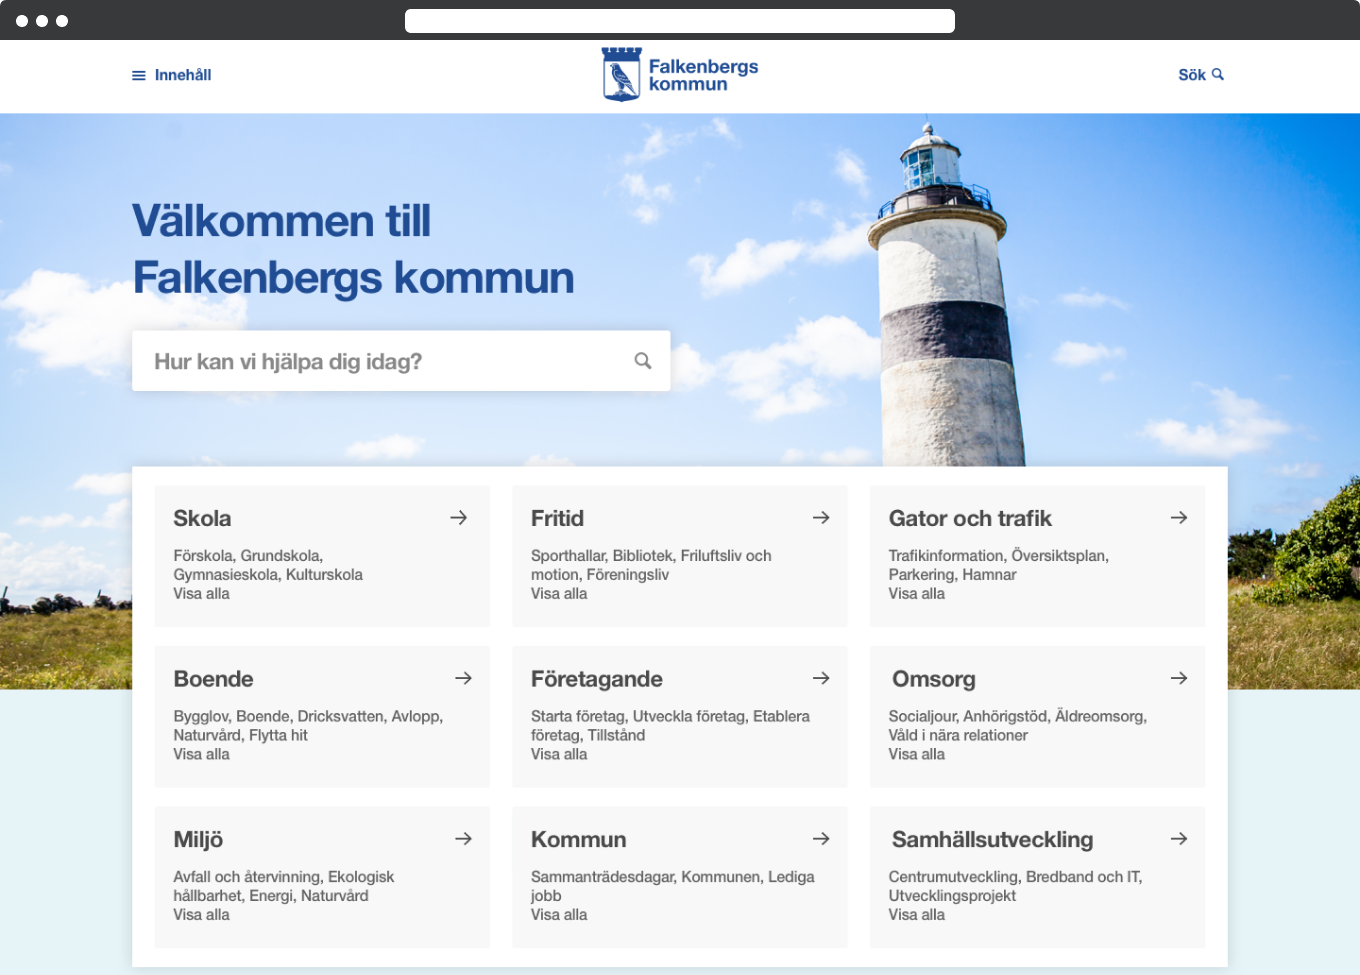 Innehåll
Falkenbergs
kommun
Sök
Välkommen till
Falkenbergs kommun
Hur kan vi hjälpa dig idag?
Skola
Förskola, Grundskola,
Gymnasieskola, Kulturskola
Visa alla
Fritid
Sporthallar, Bibliotek, Friluftsliv och
motion, Föreningsliv
Visa alla
Gator och trafik
Trafikinformation, Översiktsplan,
Parkering, Hamnar
Visa alla
Boende
Bygglov, Boende, Dricksvatten, Avlopp,
Naturvård, Flytta hit
Visa alla
Företagande
Starta företag, Utveckla företag, Etablera
företag, Tillstånd
Visa alla
Omsorg
Socialjour, Anhörigstöd, Äldreomsorg,
Våld i nära relationer
Visa alla
Miljö
Avfall och återvinning, Ekologisk
hållbarhet, Energi, Naturvård
Visa alla
Kommun
Sammanträdesdagar, Kommunen, Lediga
jobb
Visa alla
Samhällsutveckling
Centrumutveckling, Bredband och IT,
Utvecklingsprojekt
Visa alla